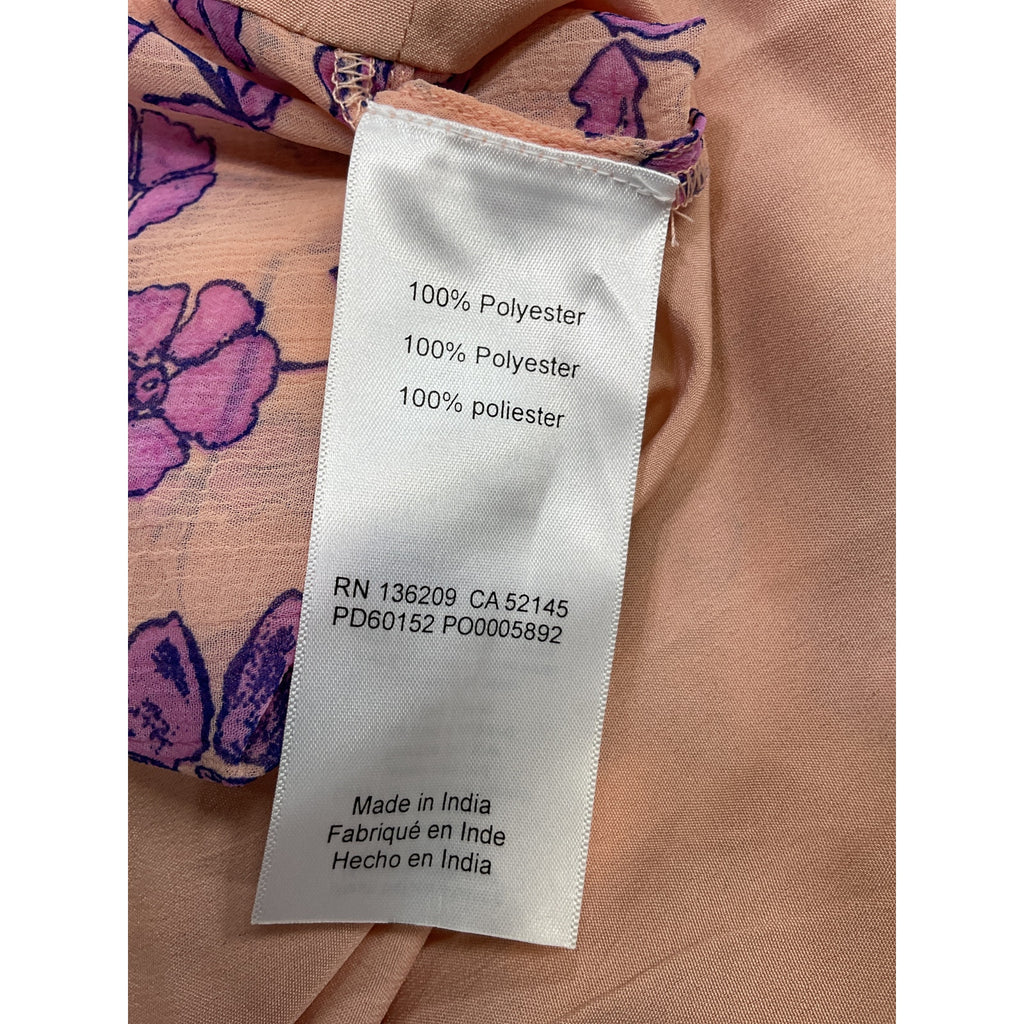 100% Polyester
100% Polyester
100% poliester
RN 136209 CA 52145
PD60152 PO0005892
Made in India
Fabriqué en Inde
Hecho en India